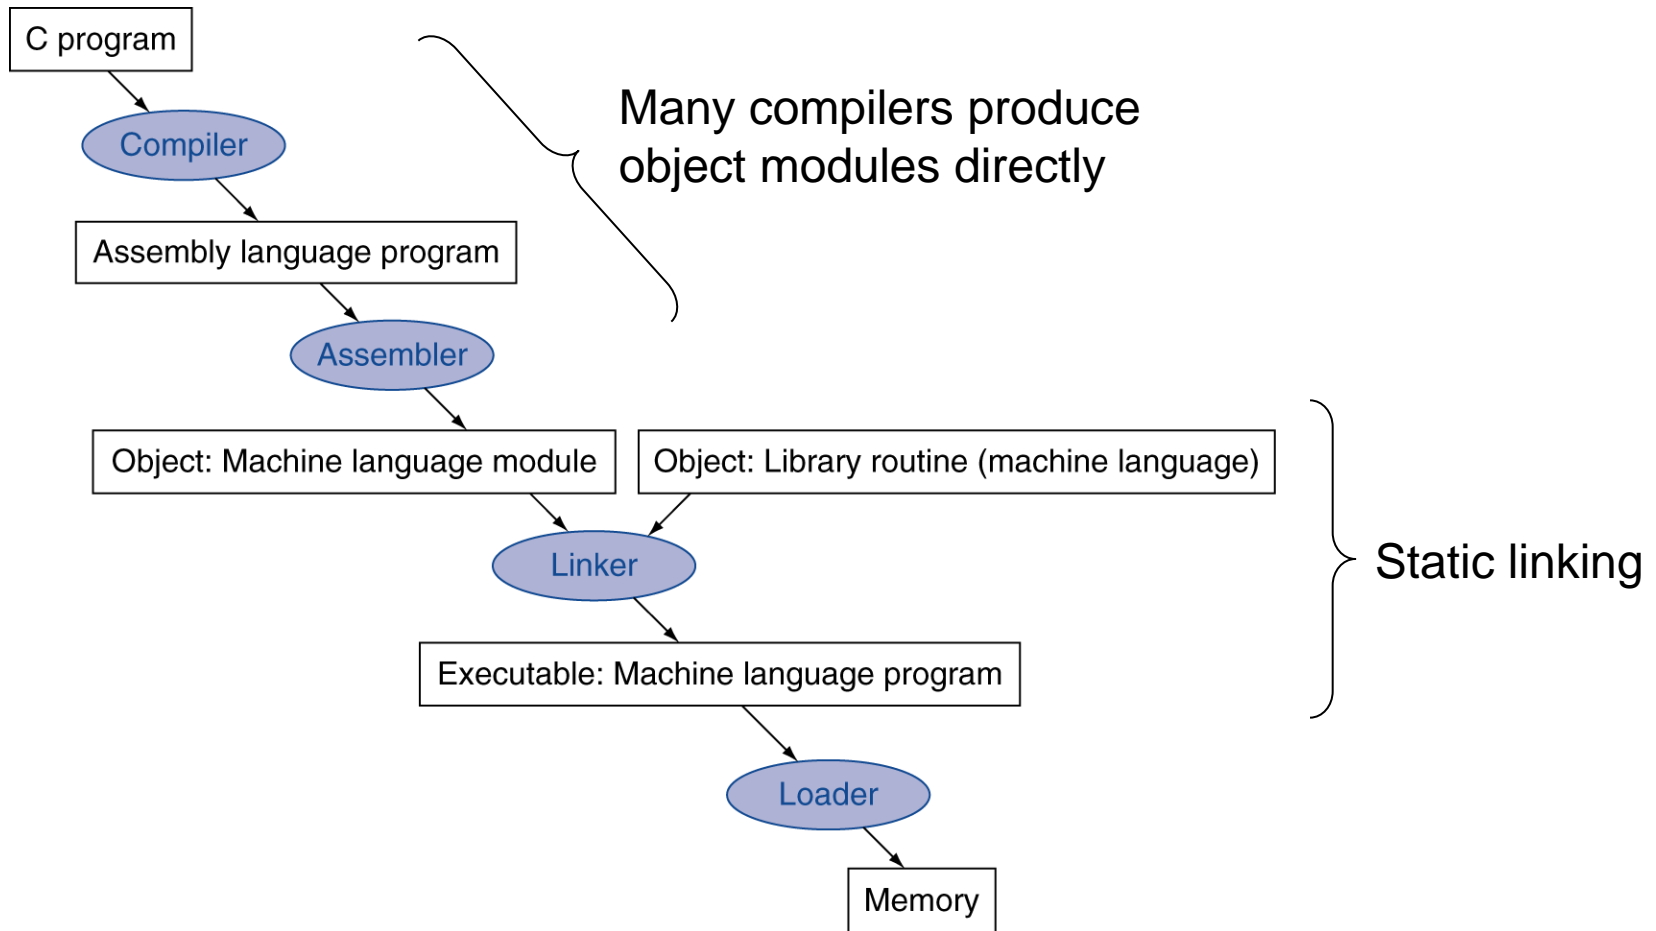 C program
Many compilers produce
object modules directly
Compiler
Assembly language program
Assembler
Object: Machine language module
Object: Library routine (machine language)
Linker
Static linking
Executable: Machine language program
Loader
Memory